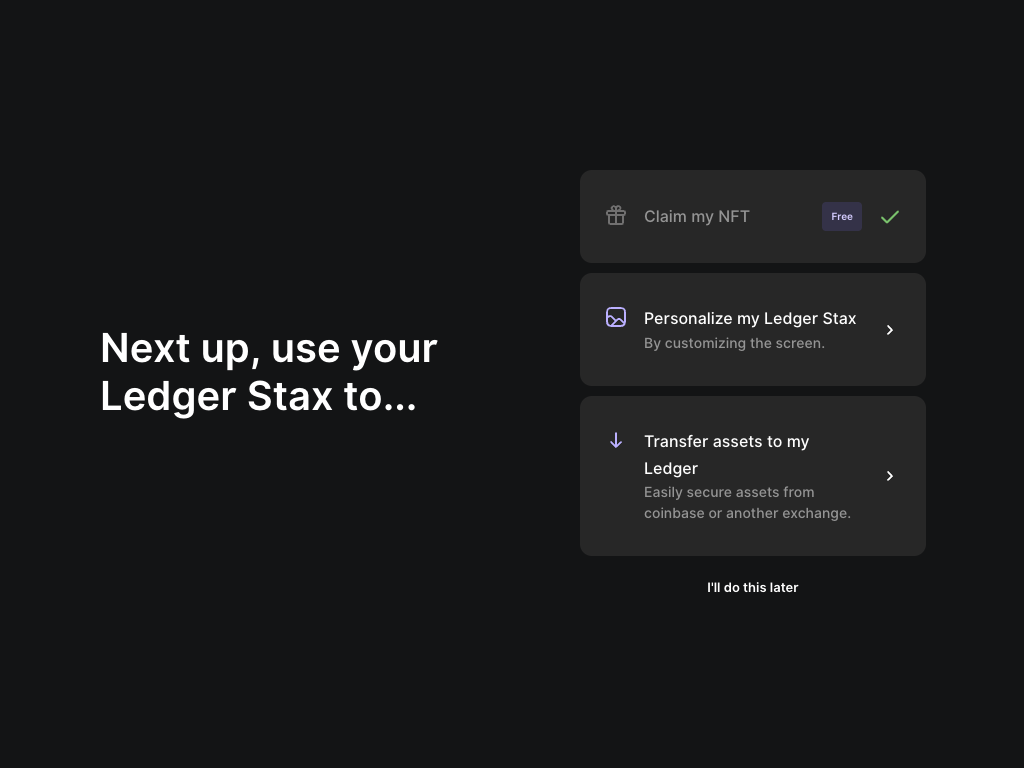 Next up, use your
Ledger Stax to...
Claim my NFT
Free
Personalize my Ledger Stax
By customizing the screen.
Transfer assets to my
Ledger
Easily secure assets from
coinbase or another exchange.
I'll do this later